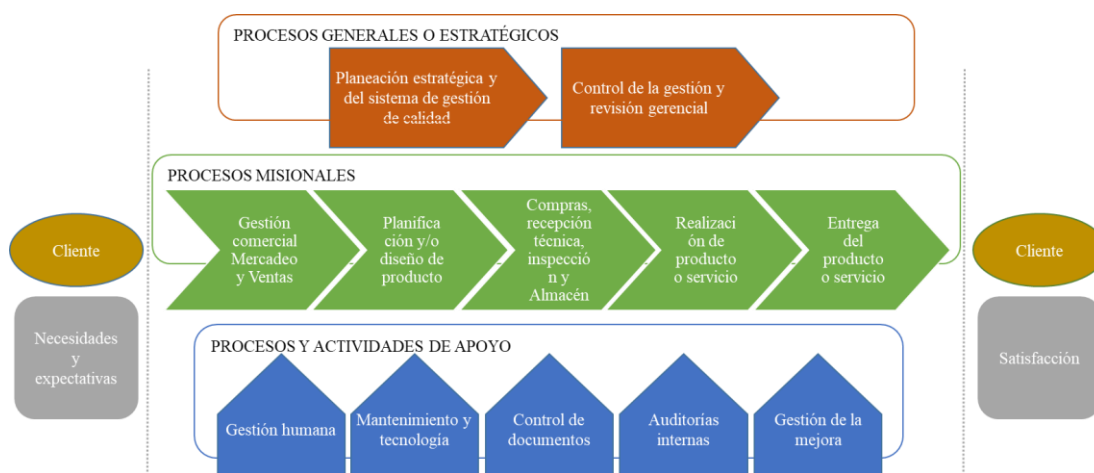 PROCESOS GENERALES O ESTRATÉGICOS
Planeación estratégica y
del sistema de gestión
de calidad
Control de la gestión y
revisión gerencial
PROCESOS MISIONALES
Cliente
Necesidades
y
expectativas
Gestión
comercial
Mercadeo
y Ventas
Planifica
ción y/o
diseño de
producto
Compras,
recepción
técnica,
inspecció
n y
Almacén
Realizaci
ón de
producto
o servicio
Entrega
del
producto
o servicio
Cliente
Satisfacción
PROCESOS Y ACTIVIDADES DE APOYO
Gestión humana
Mantenimiento y
tecnología
Control de
documentos
Auditorías
internas
Gestión de la
mejora